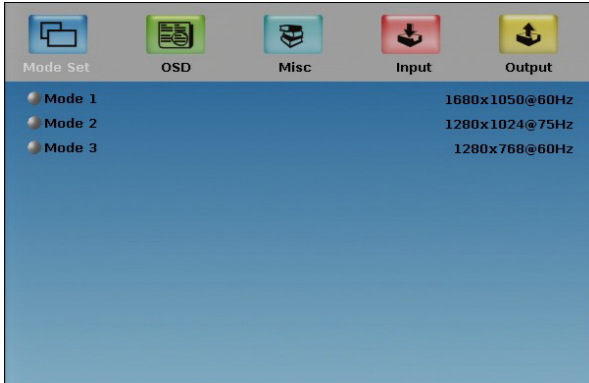 Mode Set OSD Misc Input Output
Mode 1 1680x1050@60Hz
Mode 2 1280x1024@75Hz
Mode 3 1280x768@60Hz